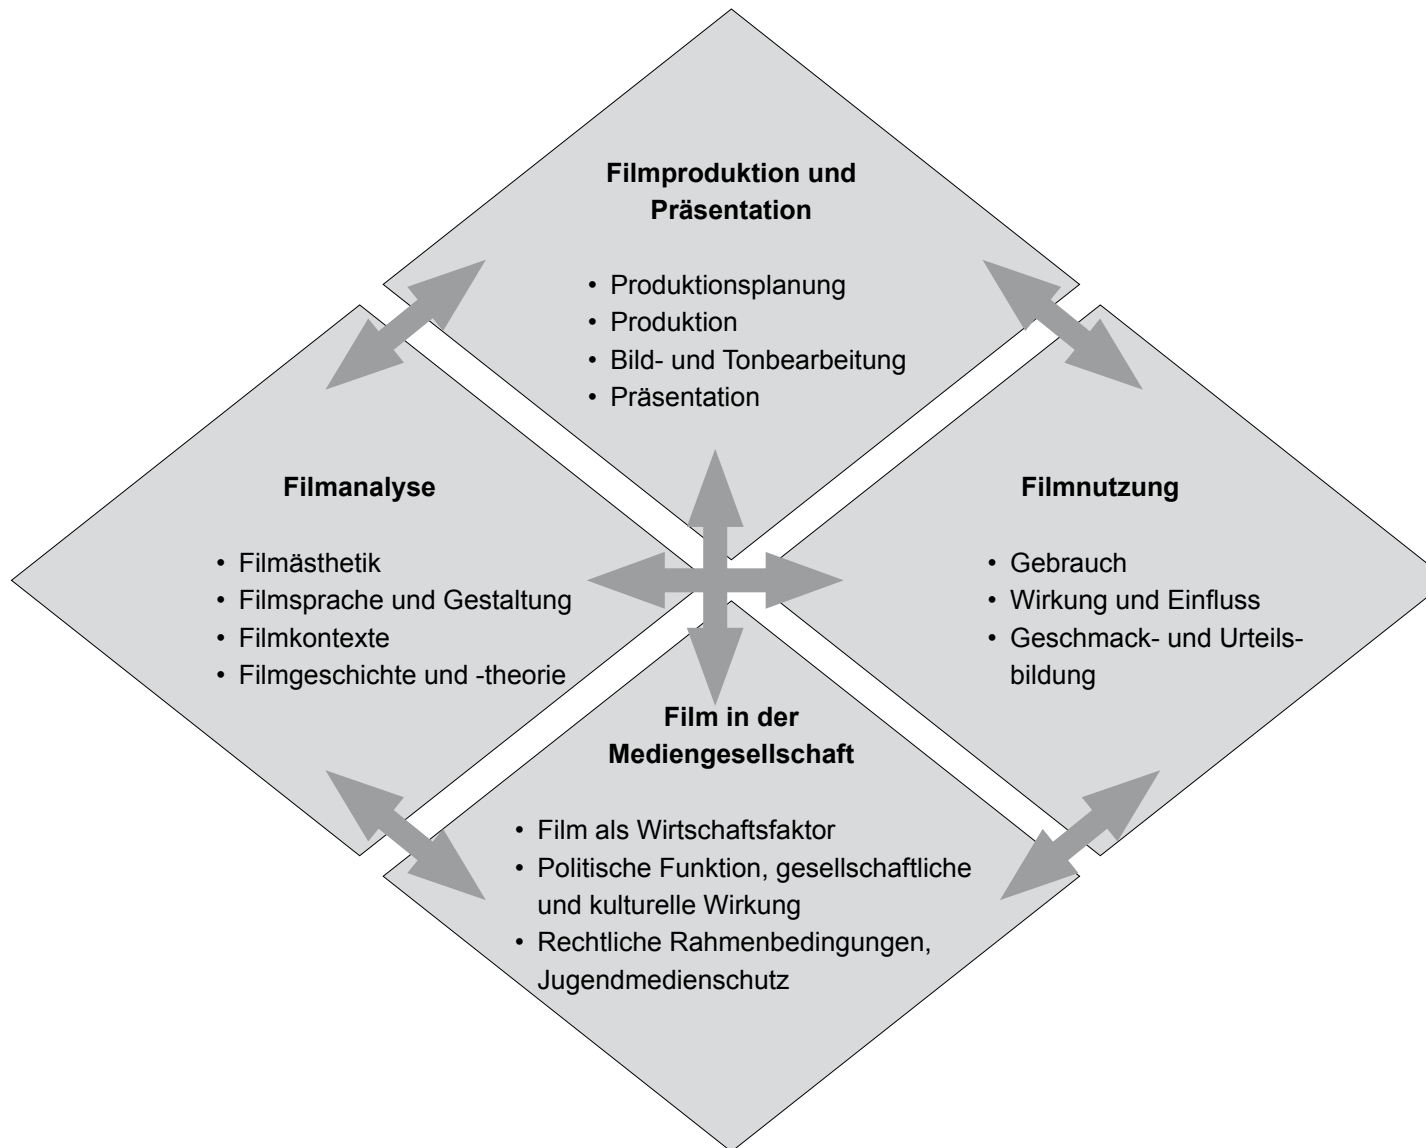 Filmproduktion und
Präsentation
• Produktionsplanung
• Produktion
• Bild- und Tonbearbeitung
• Präsentation
Filmanalyse
• Filmästhetik
• Filmsprache und Gestaltung
• Filmkontexte
• Filmgeschichte und -theorie
Filmnutzung
• Gebrauch
• Wirkung und Einfluss
• Geschmack- und Urteils-
bildung
Film in der
Mediengesellschaft
• Film als Wirtschaftsfaktor
• Politische Funktion, gesellschaftliche
und kulturelle Wirkung
• Rechtliche Rahmenbedingungen,
Jugendmedienschutz